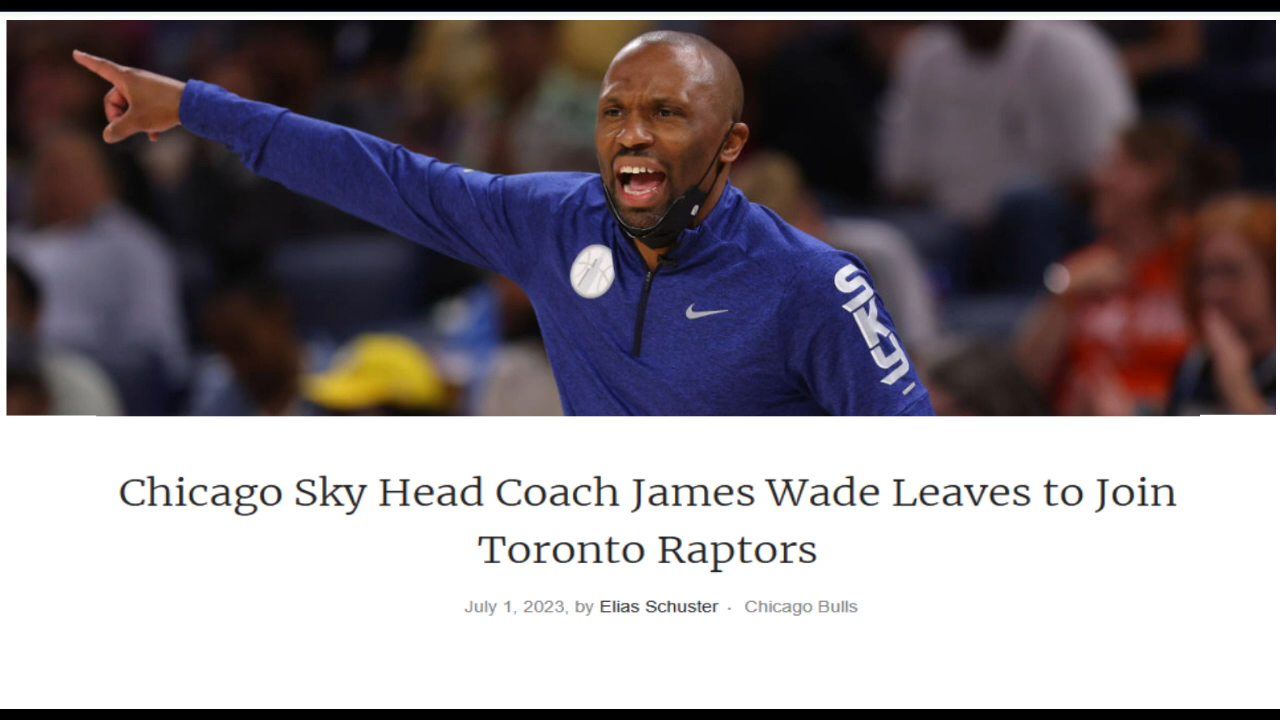 SKY
Chicago Sky Head Coach James Wade Leaves to Join
Toronto Raptors
July 1, 2023, by Elias Schuster - Chicago Bulls